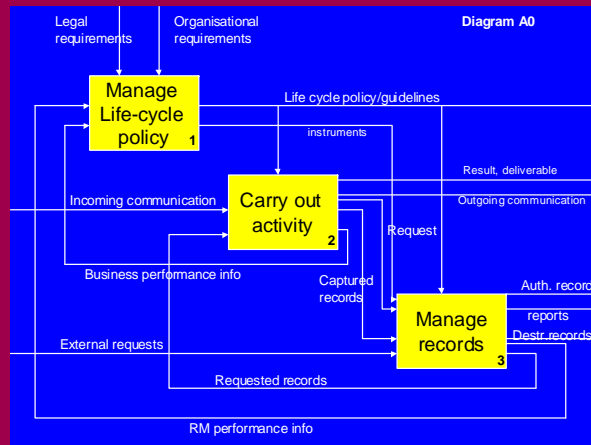 Legal
requirements
Organisational
requirements
Diagram A0
Manage
Life-cycle
policy
1
Life cycle policy/guidelines
instruments
Result, deliverable
Incoming communication
Carry out
activity
2
Outgoing communication
Request
Business performance info
Captured
records
Auth. record
reports
Manage
records
3
Destr.records
External requests
Requested records
RM performance info